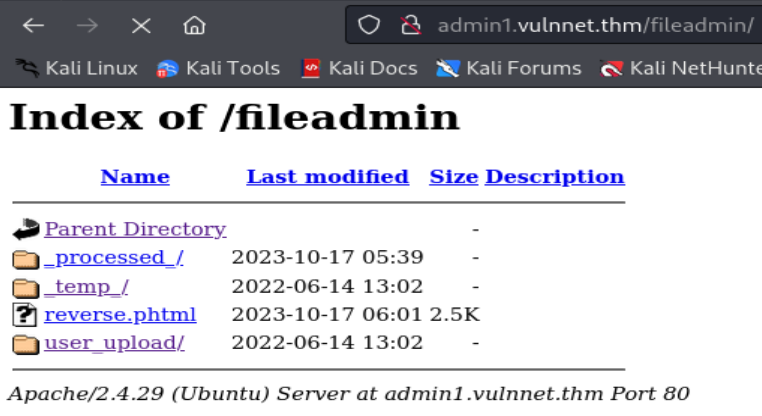 admin1.vulnnet.thm/fileadmin/
Kali Linux Kali Tools Kali Docs Kali Forums Kali NetHunte
Index of /fileadmin
Name Last modified Size Description
Parent Directory -
_processed_/ 2023-10-17 05:39 -
_temp_/ 2022-06-14 13:02 -
reverse.phtml 2023-10-17 06:01 2.5K
user_upload/ 2022-06-14 13:02 -
Apache/2.4.29 (Ubuntu) Server at admin1.vulnnet.thm Port 80